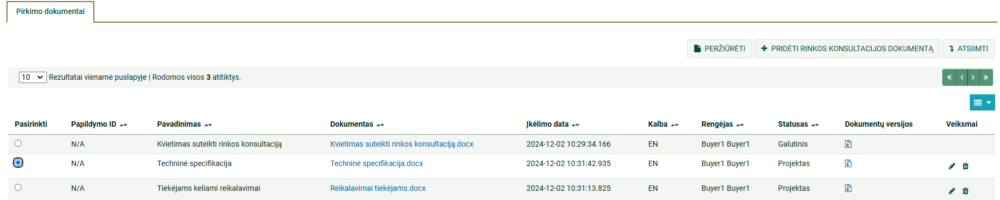 Pirkimo dokumentai
PERŽIŪRĖTI PRIDĖTI RINKOS KONSULTACIJOS DOKUMENTĄ ATSIIMTI
10 Rezultatai viename puslapyje | Rodomos visos 3 atitiktys.
Pasirinkti Papildymo ID Pavadinimas Dokumentas Įkėlimo data Kalba Rengėjas Statusas Dokumentų versijos Veiksmai
N/A Kvietimas suteikti rinkos konsultaciją Kvietimas suteikti rinkos konsultaciją.docx 2024-12-02 10:29:34.166 EN Buyer1 Buyer1 Galutinis
N/A Techninė specifikacija Techninė specifikacija.docx 2024-12-02 10:31:42.935 EN Buyer1 Buyer1 Projektas
N/A Tiekėjams keliami reikalavimai Reikalavimai tiekėjams.docx 2024-12-02 10:31:13.825 EN Buyer1 Buyer1 Projektas